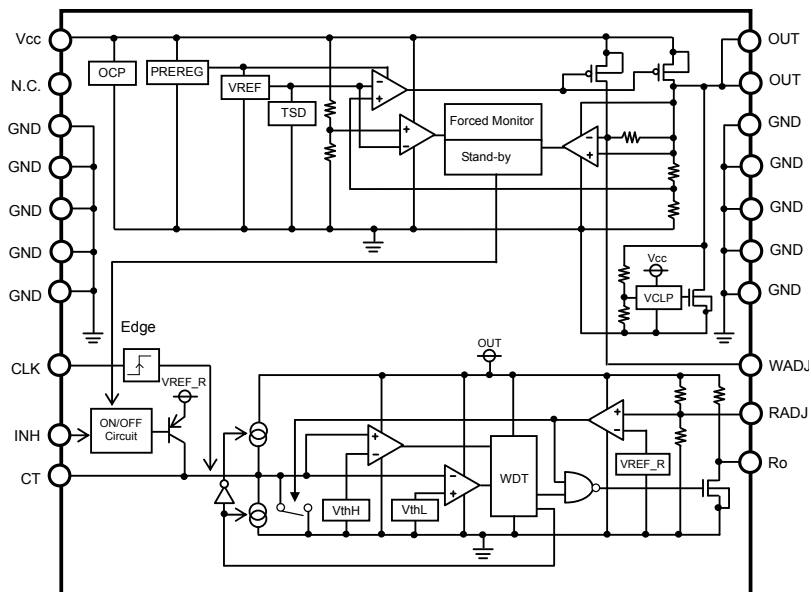 Vcc
N.C.
GND
GND
GND
GND
GND
CLK
INH
CT
OCP
PREREG
VREF
TSD
Forced Monitor
Stand-by
Vcc
VCLP
OUT
OUT
GND
GND
GND
GND
GND
WADJ
RADJ
Ro
Edge
VREF_R
ON/OFF
Circuit
OUT
VthH
VthL
WDT
VREF_R
− + + − − + + − − + + −